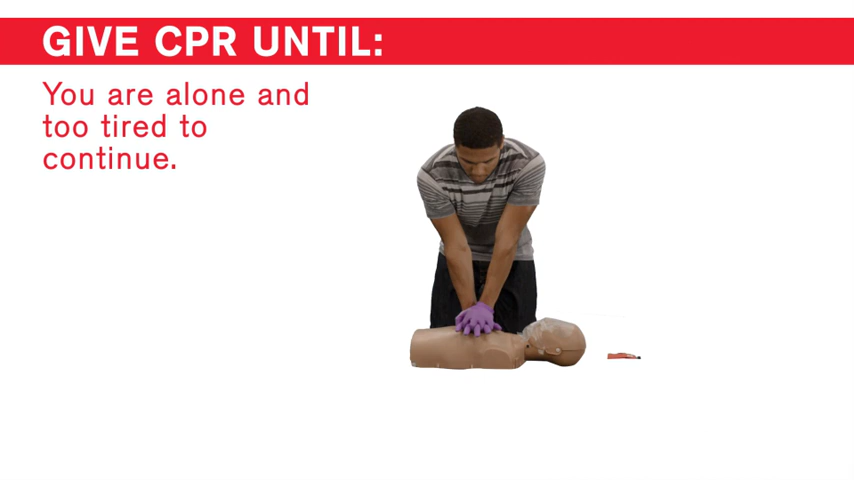 GIVE CPR UNTIL:
You are alone and
too tired to
continue.